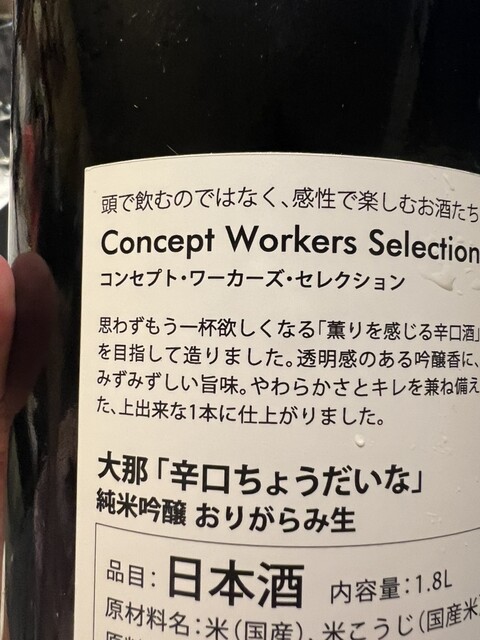 頭で飲むのではなく、感性で楽しむお酒たち
Concept Workers Selection
コンセプト・ワーカーズ・セレクション
思わずもう一杯欲しくなる「薫りを感じる辛口酒」
を目指して造りました。透明感のある吟醸香に、
みずみずしい旨味。やわらかさとキレを兼ね備え
た、上出来な1本に仕上がりました。
大那「辛口ちょうだいな」
純米吟醸 おりがらみ生
品目：日本酒 内容量：1.8L
原材料名：米（国産）、米こうじ（国産米